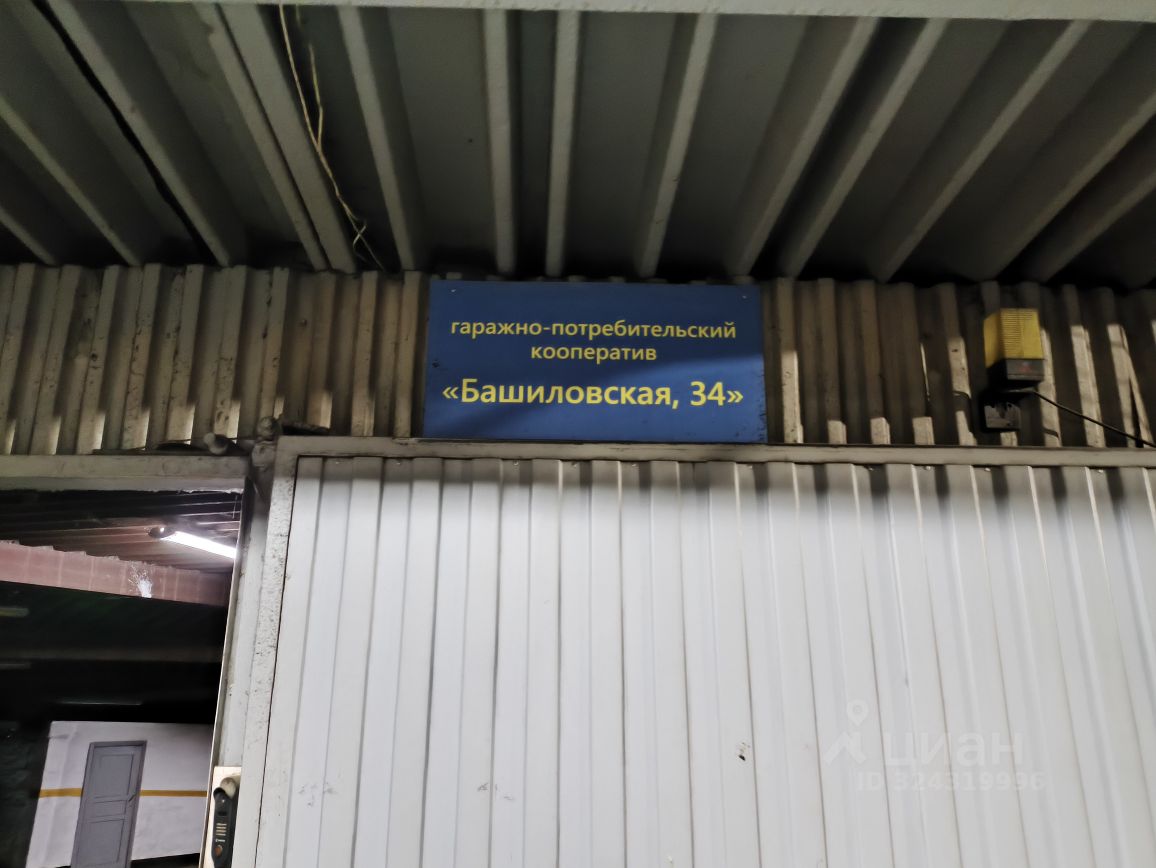 гаражно-потребительский
кооператив
«Башиловская, 34»
циан
ID 324319996